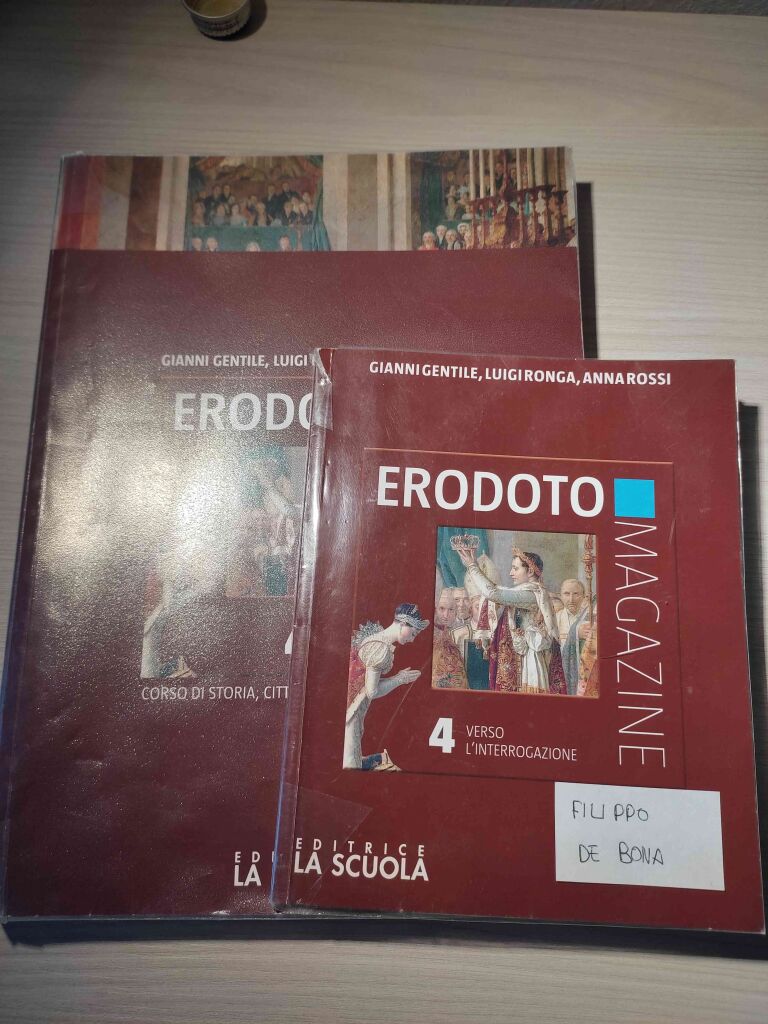 GIANNI GENTILE, LUIGI
ERODO
4
CORSO DI STORIA, CITT
EDI
LA
GIANNI GENTILE, LUIGI RONGA, ANNA ROSSI
ERODOTO
MAGAZINE
4 VERSO
L'INTERROGAZIONE
FILIPPO
DE BONA
EDITRICE
LA SCUOLA